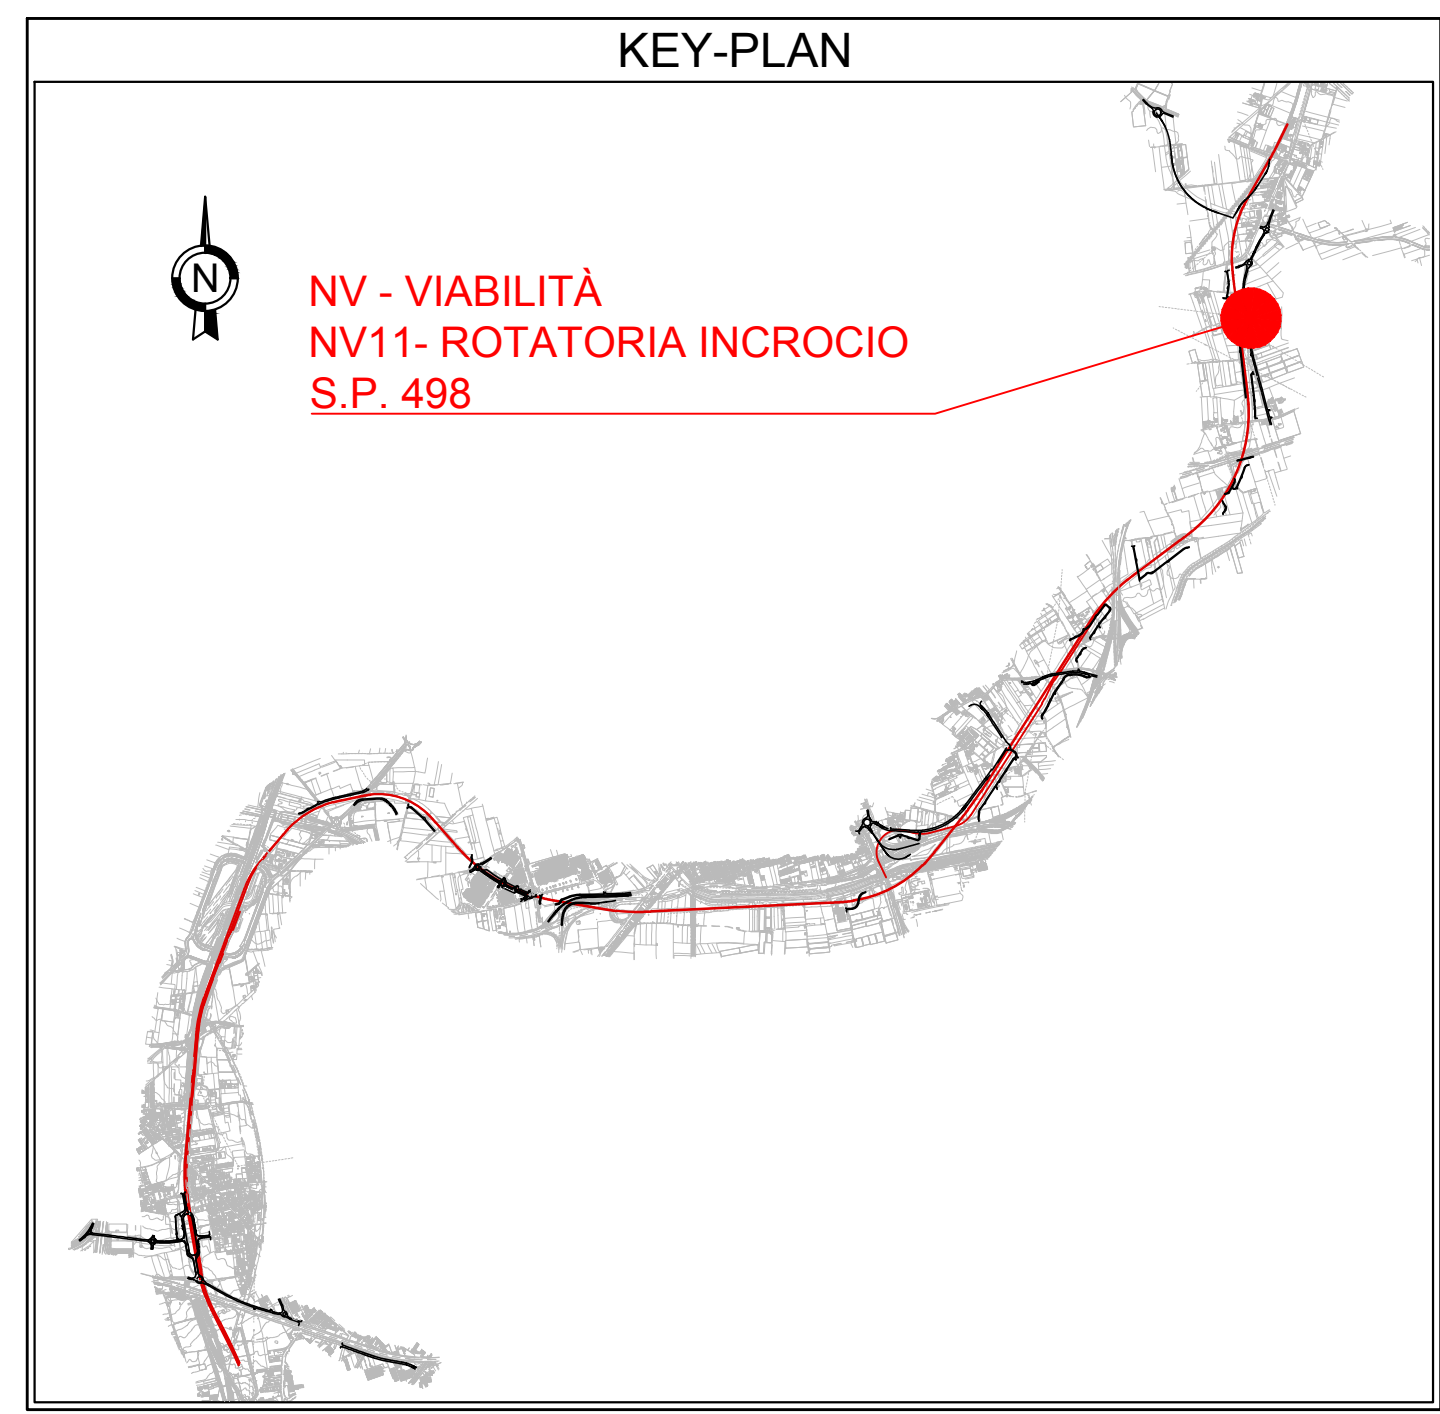 KEY-PLAN
N
NV - VIABILITÀ
NV11- ROTATORIA INCROCIO
S.P. 498